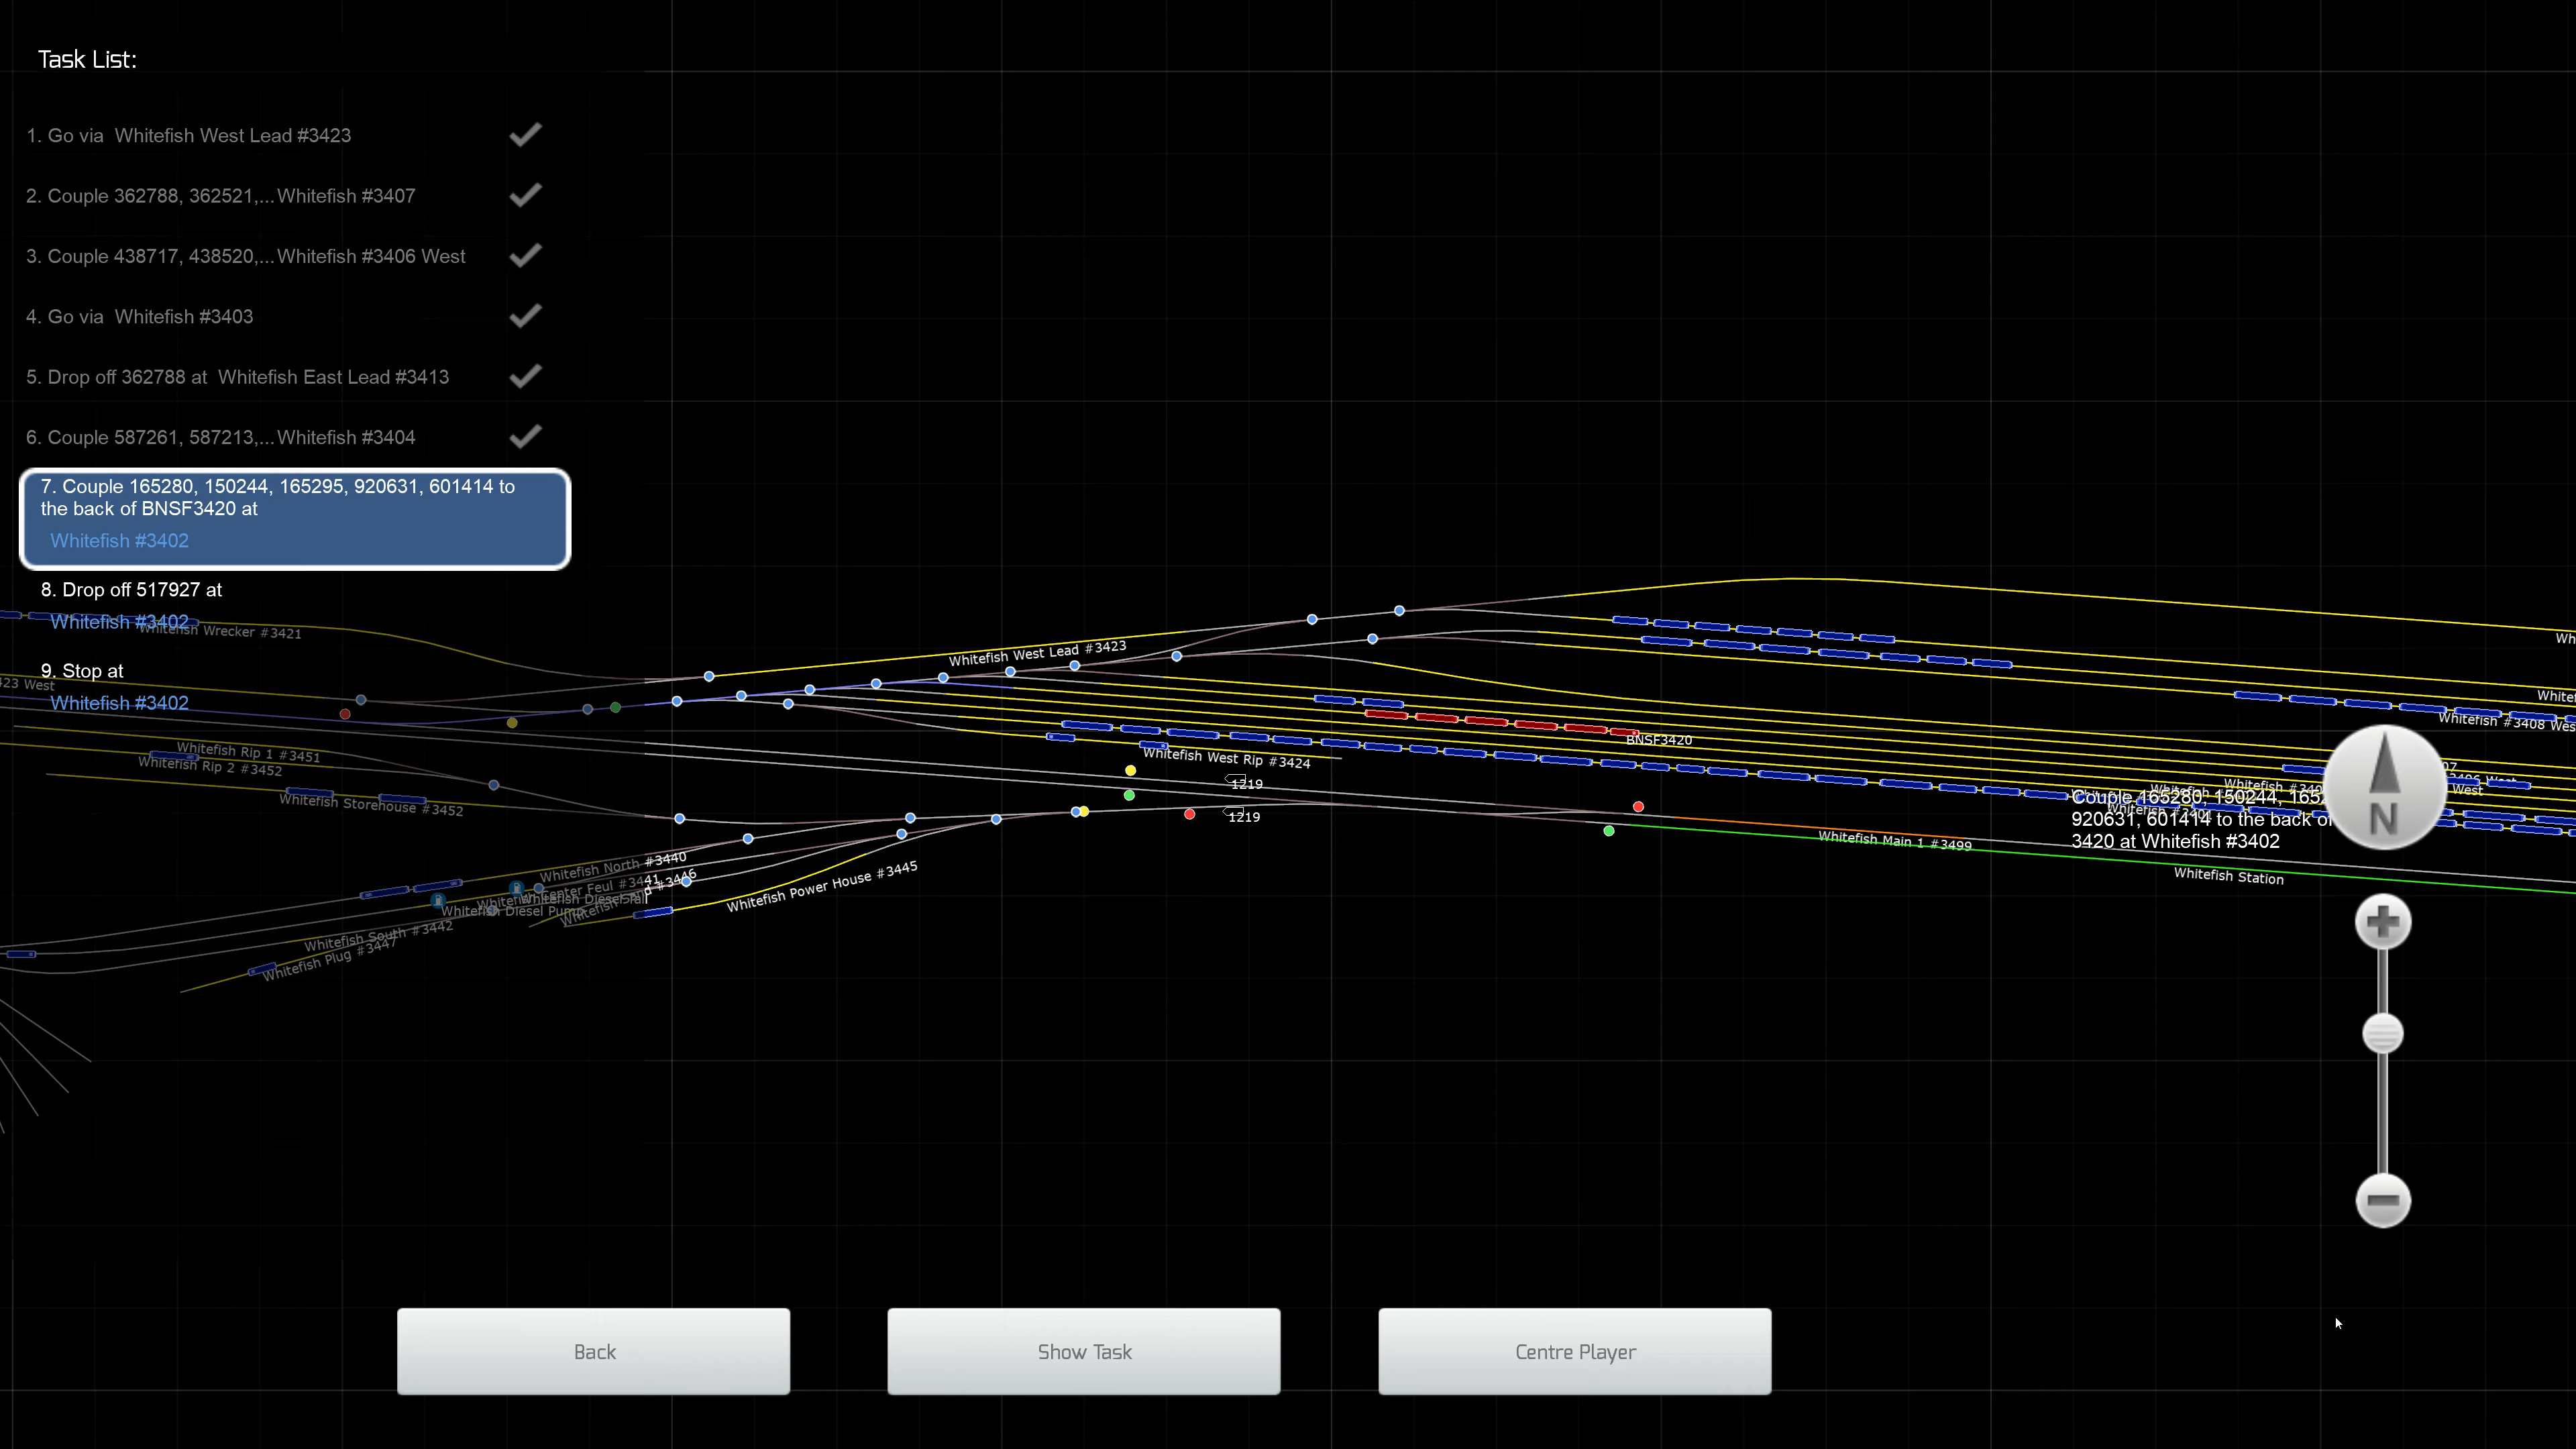 Task List:
1. Go via  Whitefish West Lead #3423
2. Couple 362788, 362521,...Whitefish #3407
3. Couple 438717, 438520,...Whitefish #3406 West
4. Go via  Whitefish #3403
5. Drop off 362788 at  Whitefish East Lead #3413
6. Couple 587261, 587213,...Whitefish #3404
7. Couple 165280, 150244, 165295, 920631, 601414 to
the back of BNSF3420 at
Whitefish #3402
8. Drop off 517927 at
Whitefish #3402
Whitefish Wrecker #3421
9. Stop at
Whitefish #3402
423 West
Whitefish West Lead #3423
Whitefish Rip 1 #3451
Whitefish Rip 2 #3452
Whitefish Storehouse #3452
Whitefish West Rip #3424
BNSF3420
1219
1219
Whitefish #3408 West
Couple 165280, 150244, 165
920631, 601414 to the back of
3420 at Whitefish #3402
Whitefish Main 1 #3499
Whitefish Station
Whitefish North #3440
Whitefish Power House #3445
Whitefish South #3442
Whitefish Plug #3447
N
Back
Show Task
Centre Player